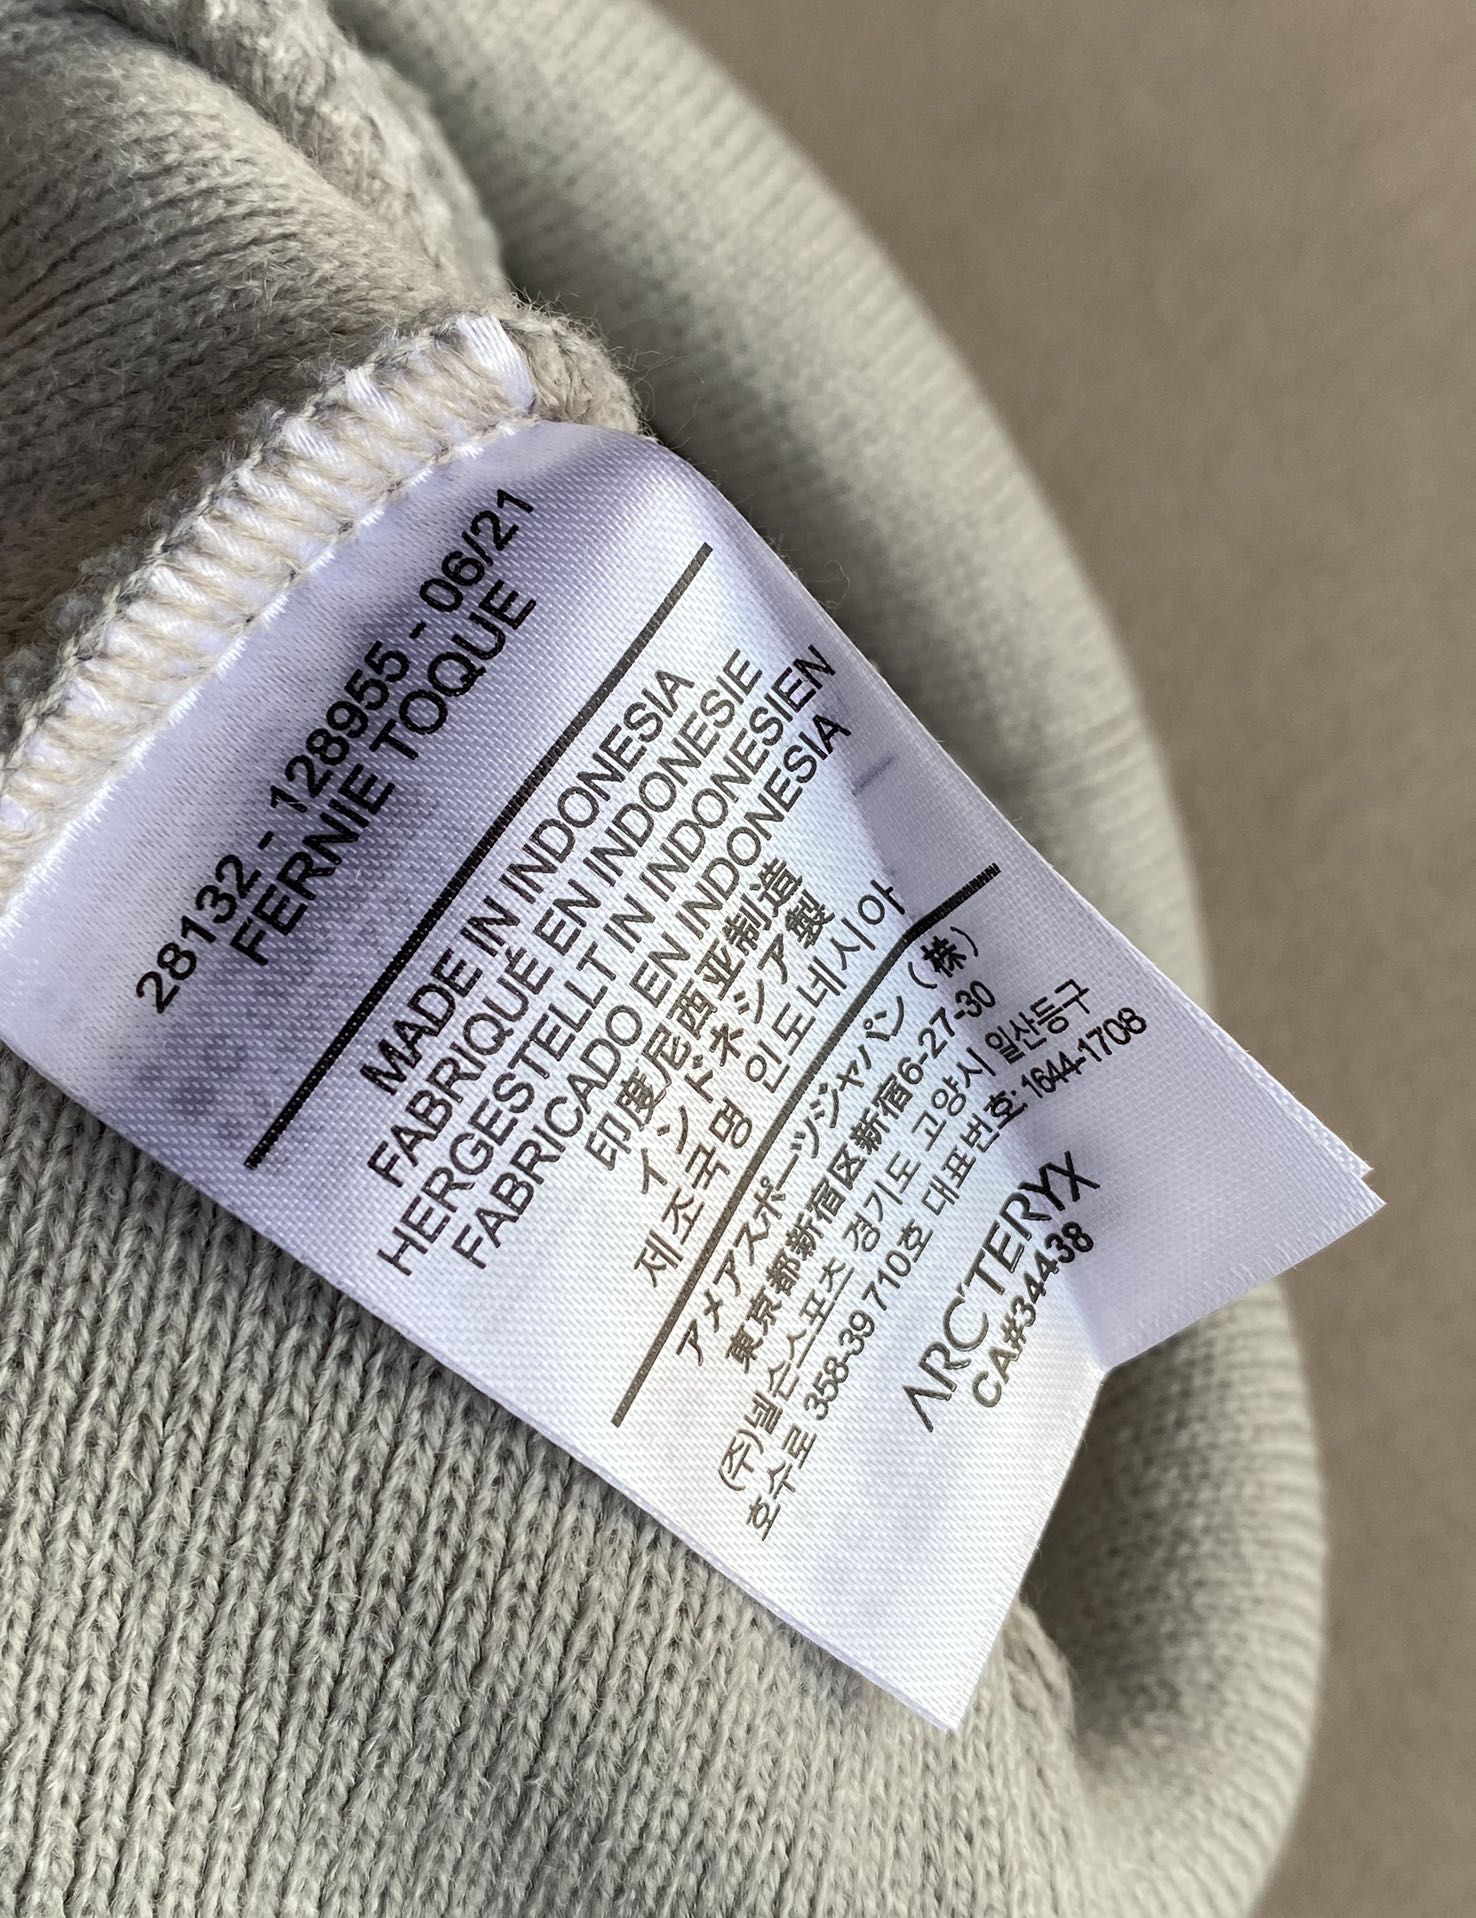 28132 - 128955 - 06/21
FERNIE TOQUE
MADE IN INDONESIA
FABRIQUÉ EN INDONESIE
HERGESTELLT IN INDONESIEN
FABRICADO EN INDONESIA
印度尼西亚制造
インドネシア製
제조국명 인도네시아
アメアスポーツジャパン(株)
東京都新宿区新宿6-27-30
(주)넬슨스포츠 경기도 고양시 일산동구
호수로 358-39 710호 대표번호: 1644-1708
ARC'TERYX
CA#34438